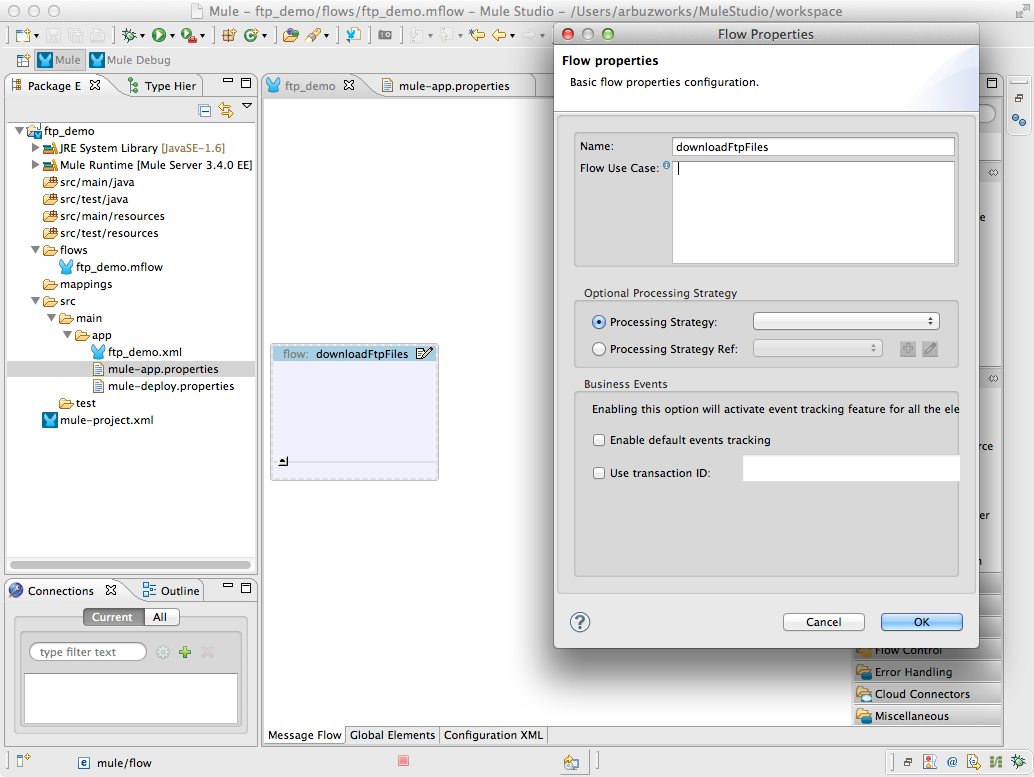 Mule – ftp_demo/flows/ftp_demo.mflow – Mule Studio – /Users/arbuzworks/MuleStudio/workspace
Mule
Mule Debug
Package E
Type Hier
ftp_demo
JRE System Library [JavaSE-1.6]
Mule Runtime [Mule Server 3.4.0 EE]
src/main/java
src/test/java
src/main/resources
src/test/resources
flows
ftp_demo.mflow
mappings
src
main
app
ftp_demo.xml
mule-app.properties
mule-deploy.properties
test
mule-project.xml
Connections
Outline
Current
All
type filter text
ftp_demo
mule-app.properties
flow: downloadFtpFiles
Message Flow
Global Elements
Configuration XML
Flow Properties
Flow properties
Basic flow properties configuration.
Name:
downloadFtpFiles
Flow Use Case:
Optional Processing Strategy
Processing Strategy:
Processing Strategy Ref:
Business Events
Enabling this option will activate event tracking feature for all the ele
Enable default events tracking
Use transaction ID:
?
Cancel
OK
e
rce
er
Flow Control
Error Handling
Cloud Connectors
Miscellaneous
mule/flow